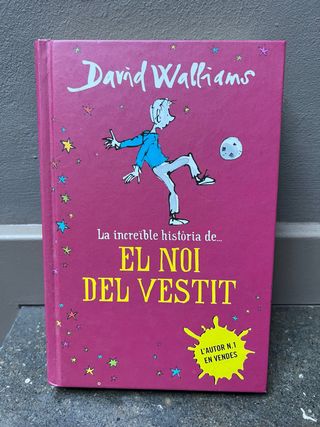 David Walliams
La increïble història de...
EL NOI
DEL VESTIT
L'AUTOR N.1
EN VENDES